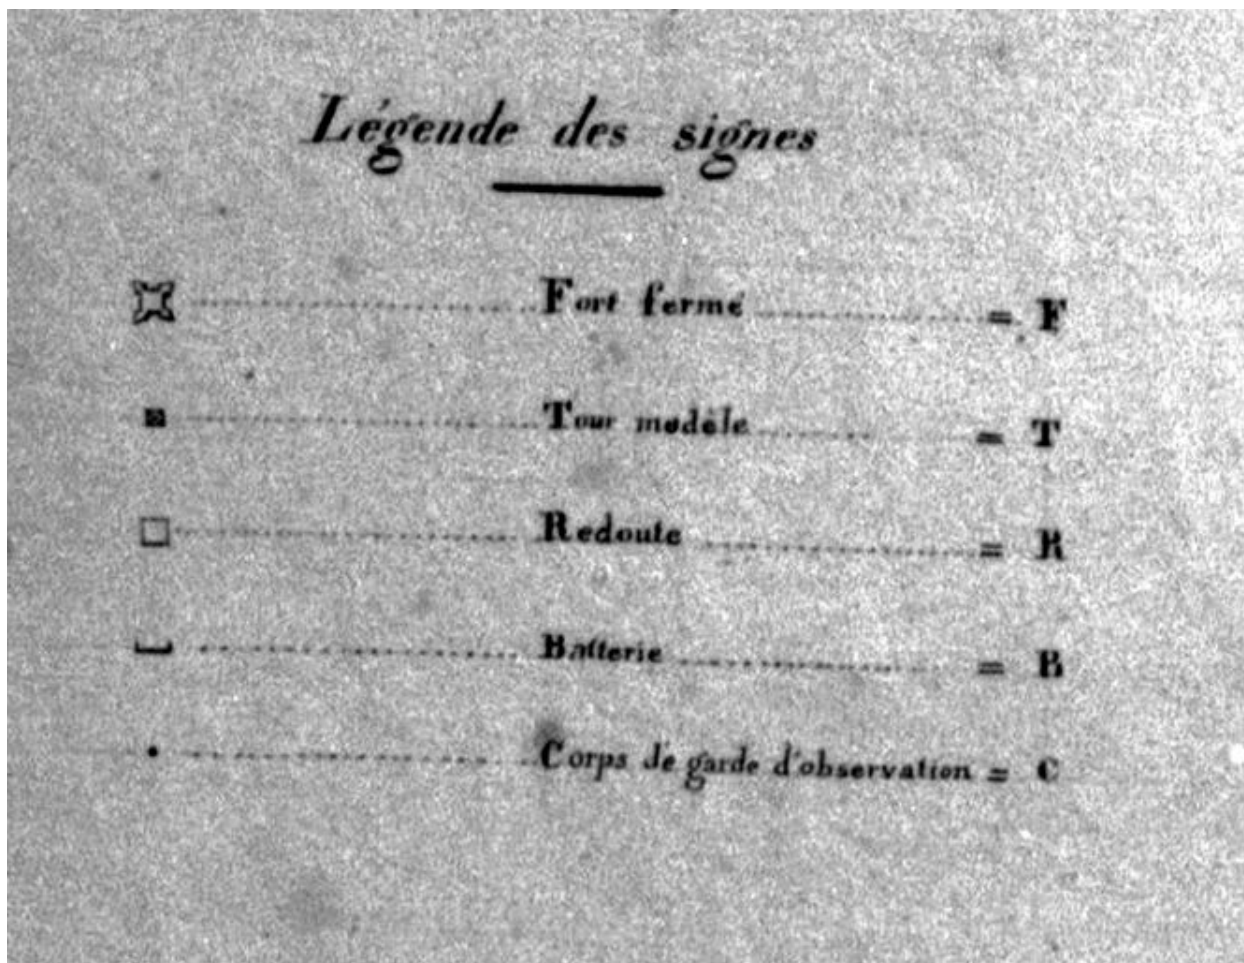 Légende des signes
Fort fermé = F
Tour modèle = T
Redoute = R
Batterie = B
Corps de garde d'observation = C